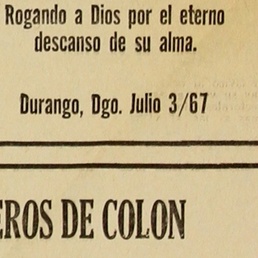 Rogando a Dios por el eterno
descanso de su alma.
Durango, Dgo. Julio 3/67
EROS DE COLON